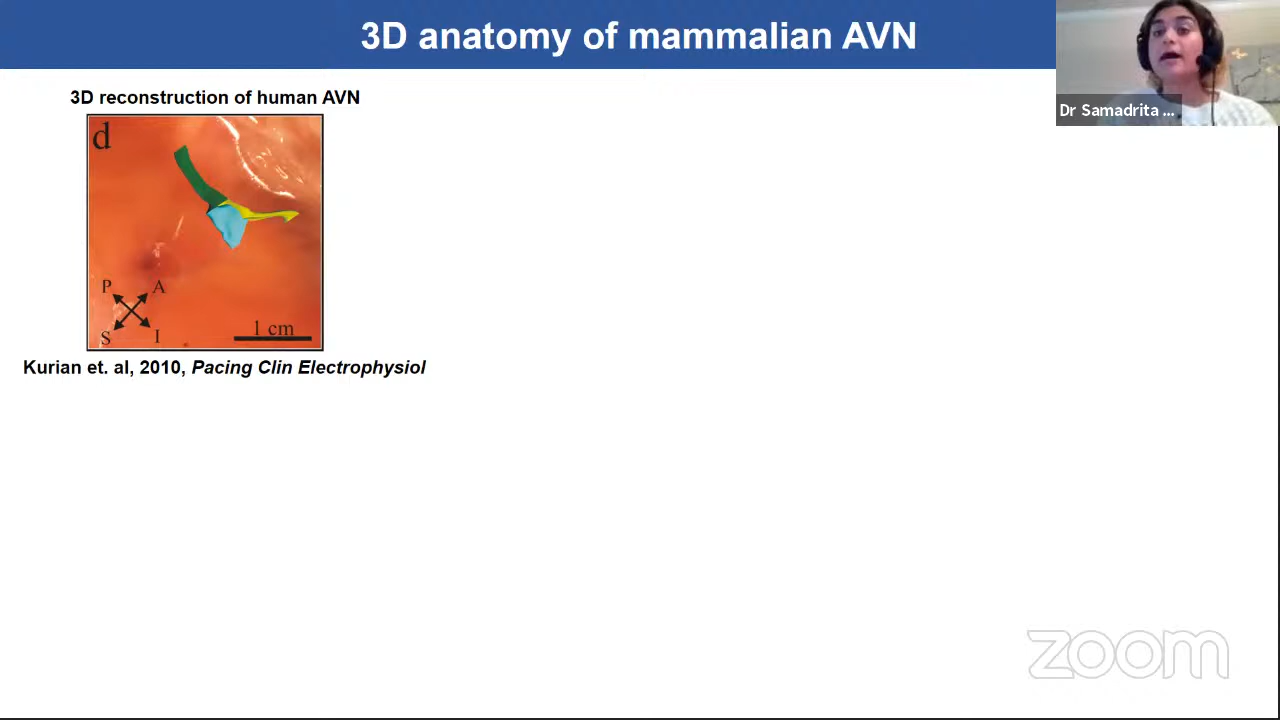 3D anatomy of mammalian AVN
Dr Samadrita ...
3D reconstruction of human AVN
d
P A
S I
1 cm
Kurian et. al, 2010, Pacing Clin Electrophysiol
zoom